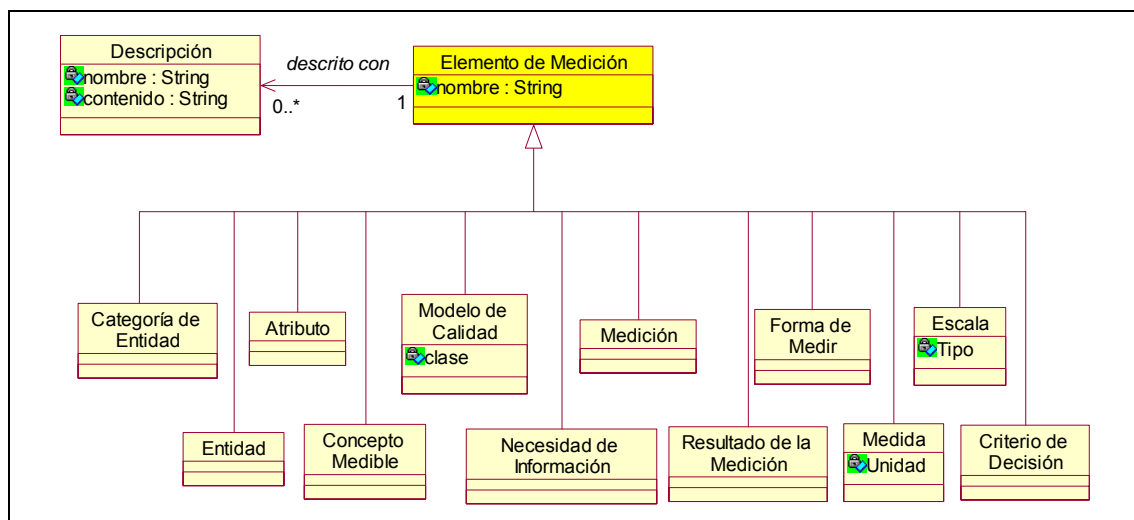 Descripción
nombre : String
contenido : String
descrito con
0..*
1
Elemento de Medición
nombre : String
Categoría de
Entidad
Atributo
Modelo de
Calidad
clase
Medición
Forma de
Medir
Escala
Tipo
Entidad
Concepto
Medible
Necesidad de
Información
Resultado de la
Medición
Medida
Unidad
Criterio de
Decisión